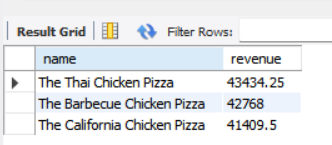 Result Grid Filter Rows:
name revenue
The Thai Chicken Pizza 43434.25
The Barbecue Chicken Pizza 42768
The California Chicken Pizza 41409.5